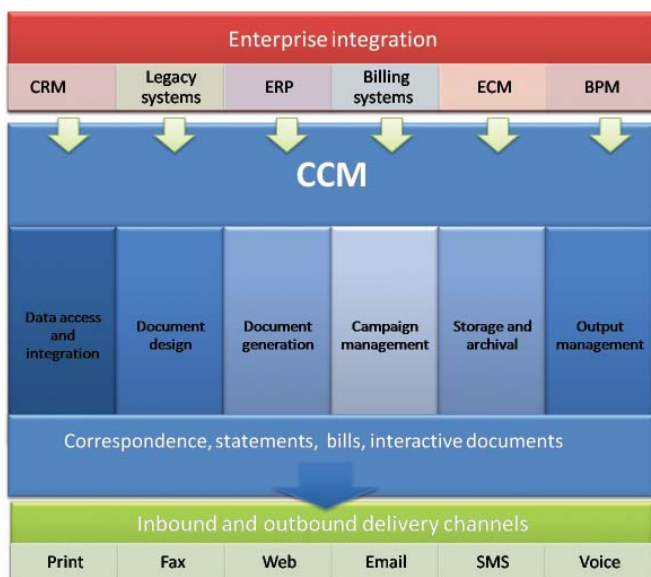 Enterprise integration
CRM
Legacy
systems
ERP
Billing
systems
ECM
BPM
CCM
Data access
and
integration
Document
design
Document
generation
Campaign
management
Storage and
archival
Output
management
Correspondence, statements, bills, interactive documents
Inbound and outbound delivery channels
Print
Fax
Web
Email
SMS
Voice